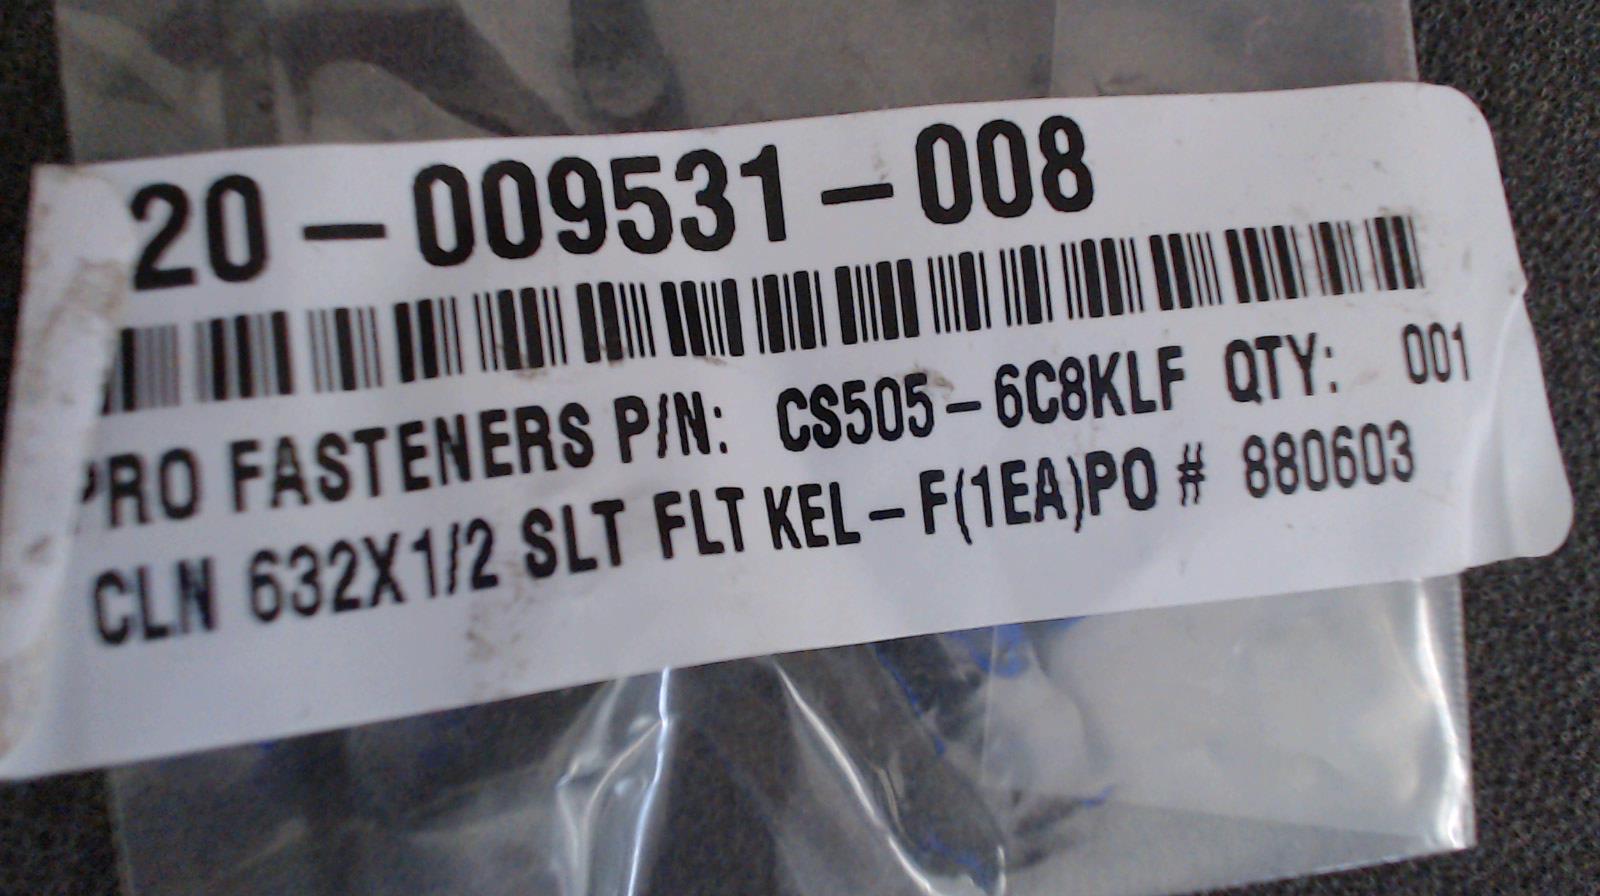 20-009531-008
PRO FASTENERS P/N: CS505-6C8KLF QTY: 001
CLN 632X1/2 SLT FLT KEL-F(1EA)PO # 880603